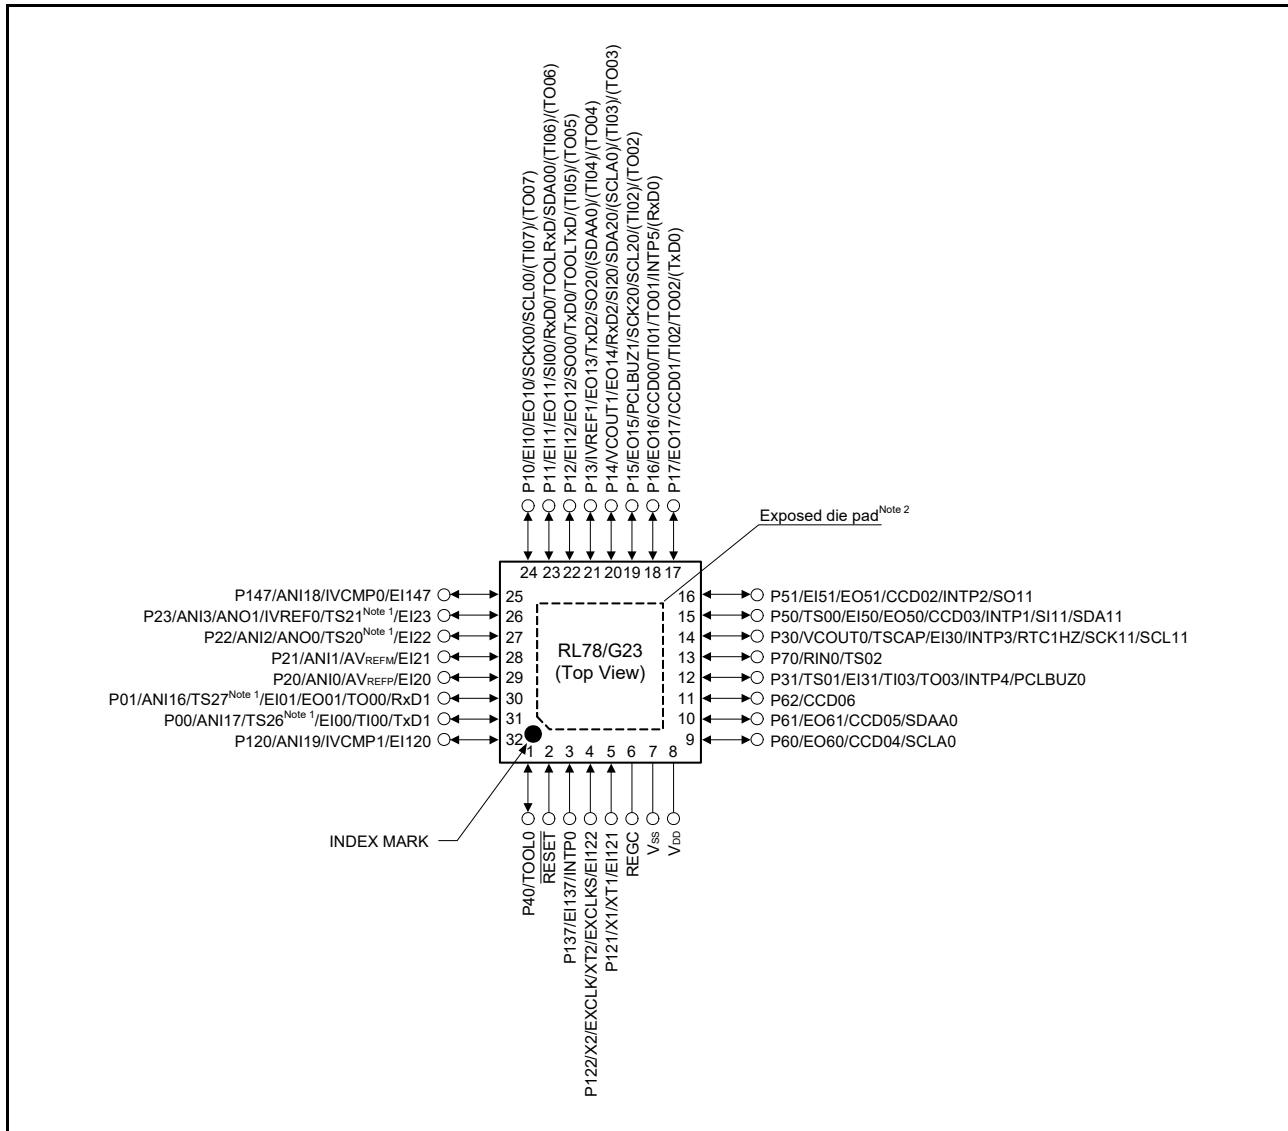 P10/EI10/EO10/SCK00/SCL00/(TI07)/(TO07)
P11/EI11/EO11/SI00/RxD0/TOOLRxD/SDA00/(TI06)/(TO06)
P12/EI12/EO12/SO00/TxD0/TOOLTxD/(TI05)/(TO05)
P13/IVREF1/EO13/TxD2/SO20/(SDAA0)/(TI04)/(TO04)
P14/VCOUT1/EO14/RxD2/SI20/SDA20/(SCLA0)/(TI03)/(TO03)
P15/EO15/PCLBUZ1/SCK20/SCL20/(TI02)/(TO02)
P16/EO16/CCD00/TI01/TO01/INTP5/(RxD0)
P17/EO17/CCD01/TI02/TO02/(TxD0)
Exposed die pad Note 2
24 23 22 21 20 19 18 17
P147/ANI18/IVCMP0/EI147 25
P23/ANI3/ANO1/IVREF0/TS21 Note 1/EI23 26
P22/ANI2/ANO0/TS20 Note 1/EI22 27
P21/ANI1/AVREFM/EI21 28
P20/ANI0/AVREFP/EI20 29
P01/ANI16/TS27 Note 1/EI01/EO01/TO00/RxD1 30
P00/ANI17/TS26 Note 1/EI00/TI00/TxD1 31
P120/ANI19/IVCMP1/EI120 32
RL78/G23
(Top View)
16 P51/EI51/EO51/CCD02/INTP2/SO11
15 P50/TS00/EI50/EO50/CCD03/INTP1/SI11/SDA11
14 P30/VCOUT0/TSCAP/EI30/INTP3/RTC1HZ/SCK11/SCL11
13 P70/RIN0/TS02
12 P31/TS01/EI31/TI03/TO03/INTP4/PCLBUZ0
11 P62/CCD06
10 P61/EO61/CCD05/SDAA0
9 P60/EO60/CCD04/SCLA0
1 2 3 4 5 6 7 8
INDEX MARK
P40/TOOL0
RESET
P137/EI137/INTP0
P122/X2/EXCLK/XT2/EXCLKS/EI122
P121/X1/XT1/EI121
REGC
VSS
VDD